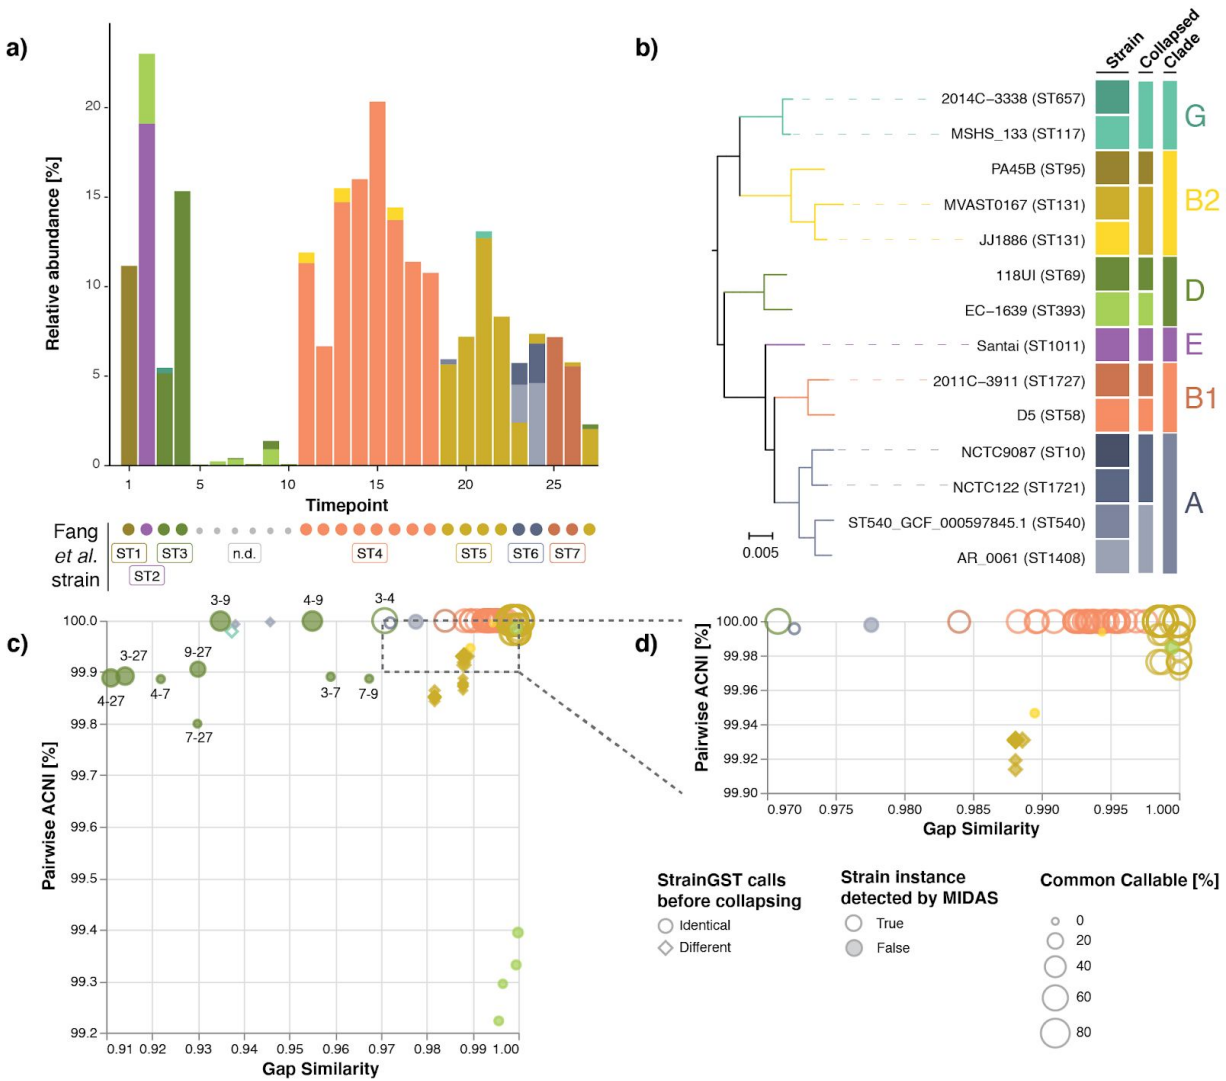 a)
Relative abundance [%]
20
15
10
5
0
1
5
10
15
20
25
Timepoint
Fang
et al.
strain
ST1
ST2
ST3
n.d.
ST4
ST5
ST6
ST7
b)
Strain
Collapsed
Clade
2014C−3338 (ST657)
MSHS_133 (ST117)
PA45B (ST95)
MVAST0167 (ST131)
JJ1886 (ST131)
118UI (ST69)
EC−1639 (ST393)
Santai (ST1011)
2011C−3911 (ST1727)
D5 (ST58)
NCTC9087 (ST10)
NCTC122 (ST1721)
ST540_GCF_000597845.1 (ST540)
AR_0061 (ST1408)
G
B2
D
E
B1
A
0.005
c)
Pairwise ACNI [%]
100.0
99.9
99.8
99.7
99.6
99.5
99.4
99.3
99.2
3-9
4-9
3-4
3-27
9-27
4-27
4-7
3-7
7-9
7-27
0.91 0.92 0.93 0.94 0.95 0.96 0.97 0.98 0.99 1.00
Gap Similarity
d)
Pairwise ACNI [%]
100.00
99.98
99.96
99.94
99.92
99.90
0.970 0.975 0.980 0.985 0.990 0.995 1.000
Gap Similarity
StrainGST calls
before collapsing
Identical
Different
Strain instance
detected by MIDAS
True
False
Common Callable [%]
0
20
40
60
80